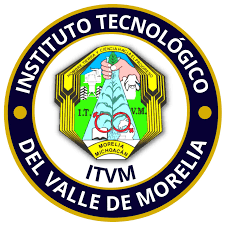 INSTITUTO TECNOLÓGICO
I.T. V.M.
MORELIA
MICHOACÁN
ITVM
DEL VALLE DE MORELIA